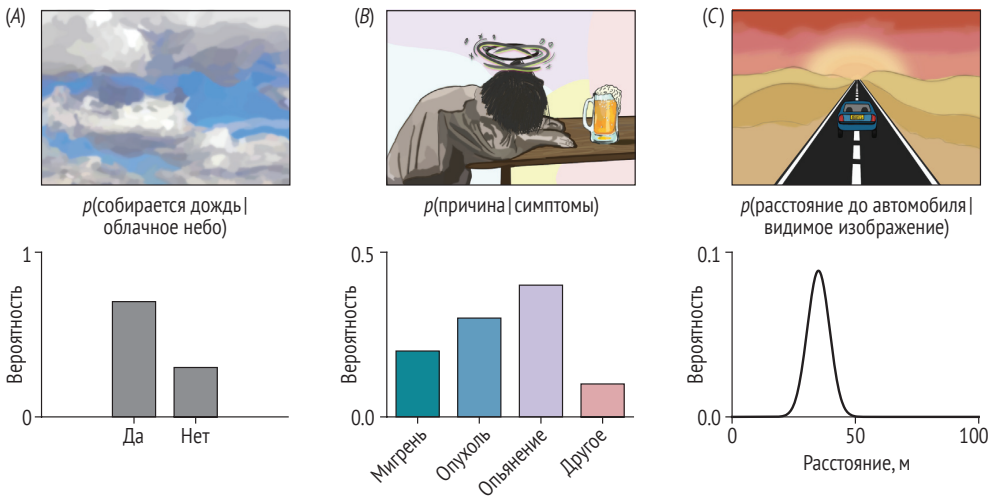 (A)
(B)
(C)
p(собирается дождь|
облачное небо)
p(причина|симптомы)
p(расстояние до автомобиля|
видимое изображение)
1
0
Вероятность
Да
Нет
0.5
0.0
Вероятность
Мигрень
Опухоль
Опьянение
Другое
0.1
0.0
Вероятность
0
50
100
Расстояние, м